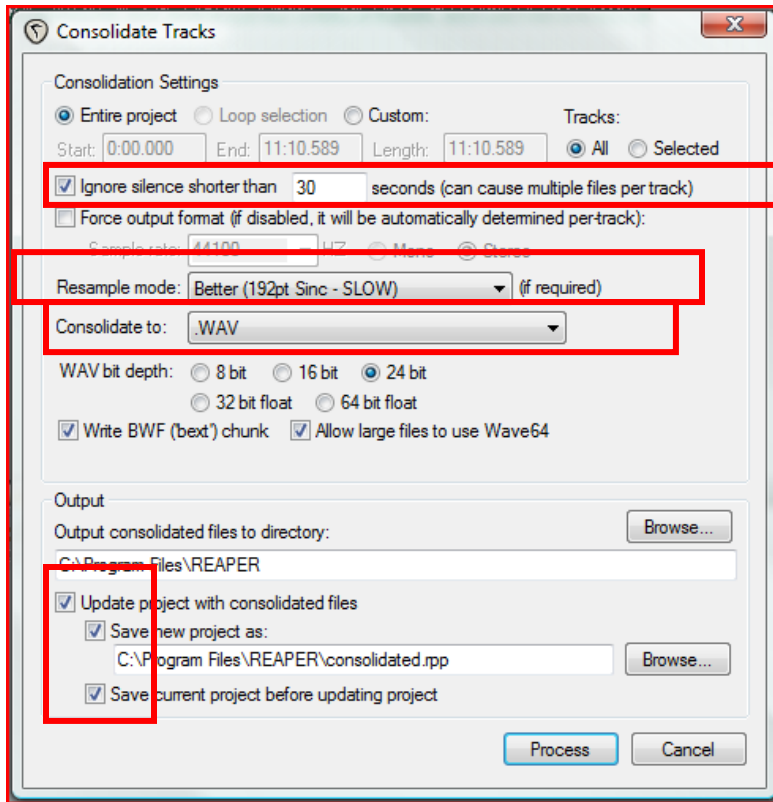 Consolidate Tracks
Consolidation Settings
Entire project Loop selection Custom: Tracks:
Start: 0:00.000 End: 11:10.589 Length: 11:10.589 All Selected
Ignore silence shorter than 30 seconds (can cause multiple files per track)
Force output format (if disabled, it will be automatically determined per-track):
Sample rate: 44100 HZ Mono Stereo
Resample mode: Better (192pt Sinc - SLOW) (if required)
Consolidate to: .WAV
WAV bit depth: 8 bit 16 bit 24 bit
32 bit float 64 bit float
Write BWF ('bext') chunk Allow large files to use Wave64
Output
Output consolidated files to directory: Browse...
C:\Program Files\REAPER
Update project with consolidated files
Save new project as:
C:\Program Files\REAPER\consolidated.rpp Browse...
Save current project before updating project
Process Cancel